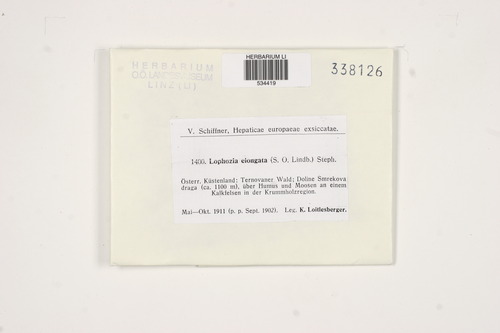 HERBARIUM
O.Ö. LANDESMUSEUM
LINZ (LI)
HERBARIUM LI
534419
338126
V. Schiffner, Hepaticae europaeae exsiccatae.
1400. Lophozia elongata (S. O. Lindb.) Steph.
Österr. Küstenland: Ternovaner Wald; Doline Smrekova
draga (ca. 1100 m), über Humus und Moosen an einem
Kalkfelsen in der Krummholzregion.
Mai—Okt. 1911 (p. p. Sept. 1902). Leg. K. Loitlesberger.